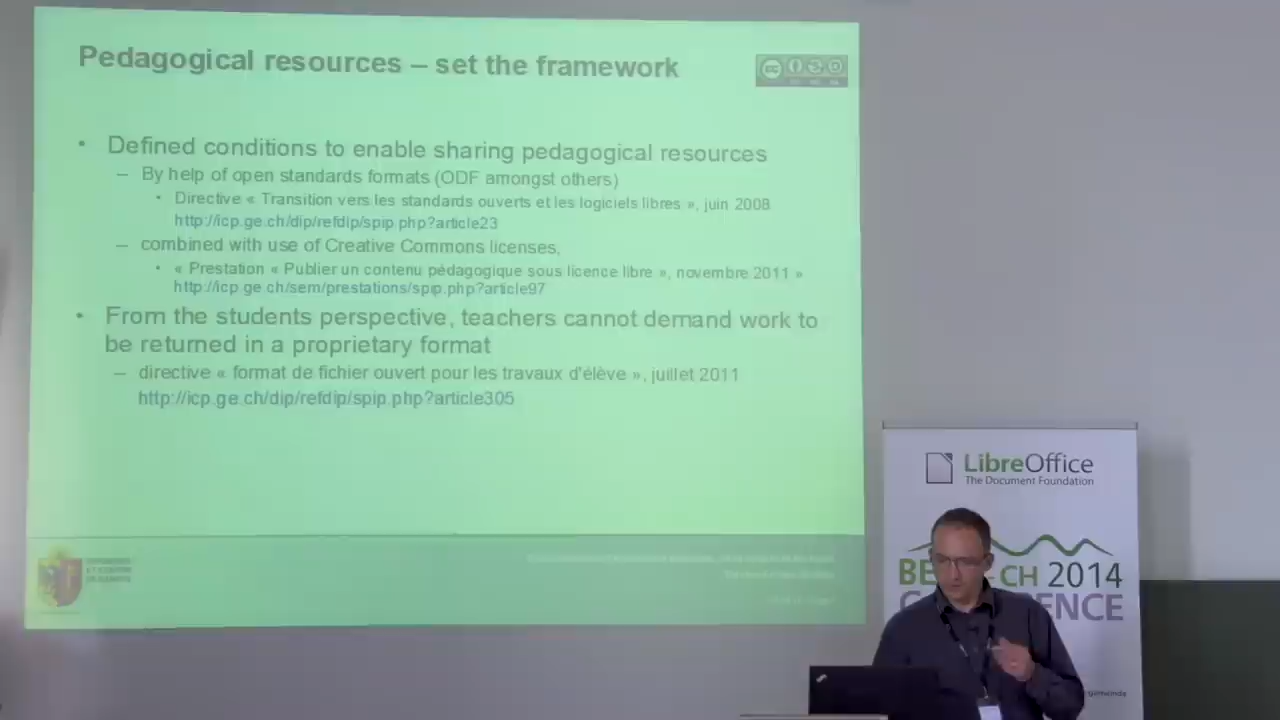 Pedagogical resources – set the framework
cc
• Defined conditions to enable sharing pedagogical resources
– By help of open standards formats (ODF amongst others)
• Directive « Transition vers les standards ouverts et les logiciels libres », juin 2008
http://icp.ge.ch/dip/refdip/spip.php?article23
– combined with use of Creative Commons licenses,
• « Prestation « Publier un contenu pédagogique sous licence libre », novembre 2011 »
http://icp.ge.ch/sem/prestations/spip.php?article97
• From the students perspective, teachers cannot demand work to
be returned in a proprietary format
– directive « format de fichier ouvert pour les travaux d'élève », juillet 2011
http://icp.ge.ch/dip/refdip/spip.php?article305
LibreOffice
The Document Foundation
CH 2014